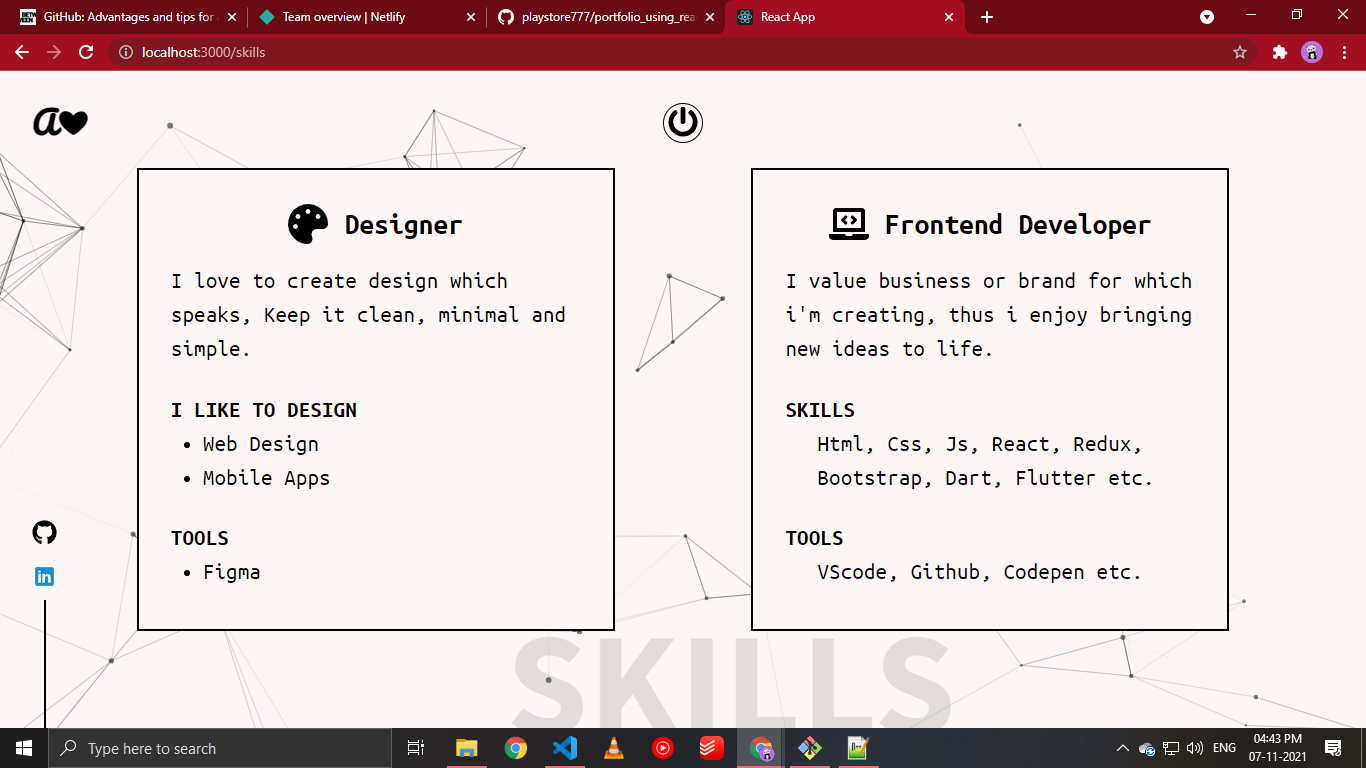 GitHub: Advantages and tips for
Team overview | Netlify
playstore777/portfolio_using_rea
React App
localhost:3000/skills
a
Designer
I love to create design which
speaks, Keep it clean, minimal and
simple.
I LIKE TO DESIGN
• Web Design
• Mobile Apps
TOOLS
• Figma
Frontend Developer
I value business or brand for which
i'm creating, thus i enjoy bringing
new ideas to life.
SKILLS
Html, Css, Js, React, Redux,
Bootstrap, Dart, Flutter etc.
TOOLS
VScode, Github, Codepen etc.
in
SKILLS
Type here to search
ENG
04:43 PM
07-11-2021